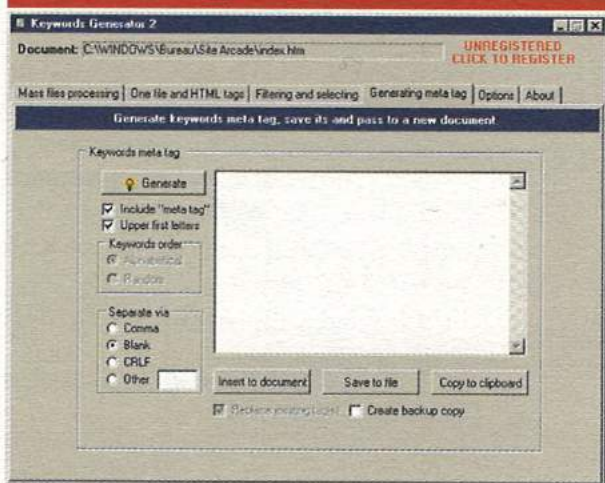 Keywords Generator 2
Document: C:\WINDOWS\Bureau\Site Arcade\index.htm
UNREGISTERED
CLICK TO REGISTER
Mass files processing One file and HTML tags Filtering and selecting Generating meta tag Options About
Generate keywords meta tag, save its and pass to a new document
Keywords meta tag
Generate
Include "meta tag"
Upper first letters
Keywords order
Alphabetical
Random
Separate via
Comma
Blank
CRLF
Other
Insert to document Save to file Copy to clipboard
Replace existing tag(s) Create backup copy